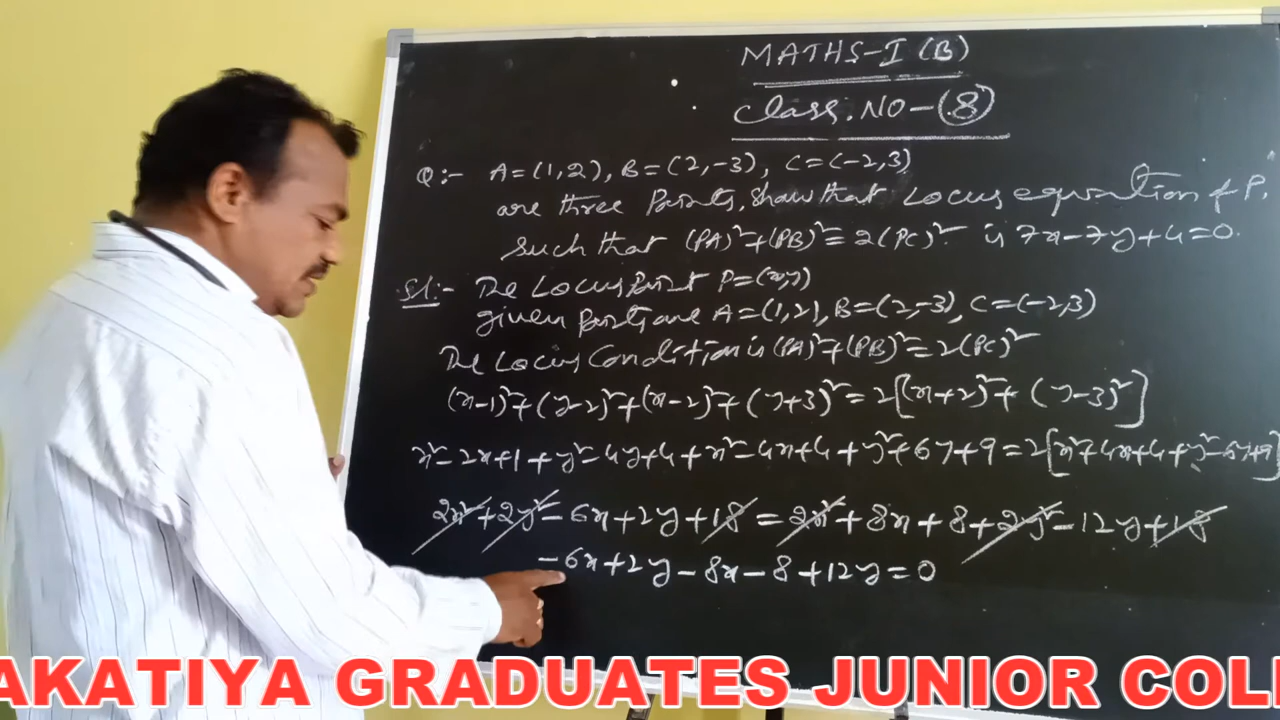 MATHS-I (B)
Class. NO-(8)
Q:- A=(1,2), B=(2,-3), C=(-2,3)
are three Points, show that Locus equation of P,
such that (PA)²+(PB)²=2(PC)² is 7x-7y+4=0.
Sol:- The Locus Point P=(x,y)
given points are A=(1,2), B=(2,-3), C=(-2,3)
The Locus Condition is (PA)²+(PB)²=2(PC)²
(x-1)²+(y-2)²+(x-2)²+(y+3)²=2[(x+2)²+(y-3)²]
x²-2x+1+y²-4y+4+x²-4x+4+y²+6y+9=2[x²+4x+4+y²-6y+9]
2x²+2y²-6x+2y+18=2x²+8x+8+2y²-12y+18
-6x+2y-8x-8+12y=0
AKATIYA GRADUATES JUNIOR COLL